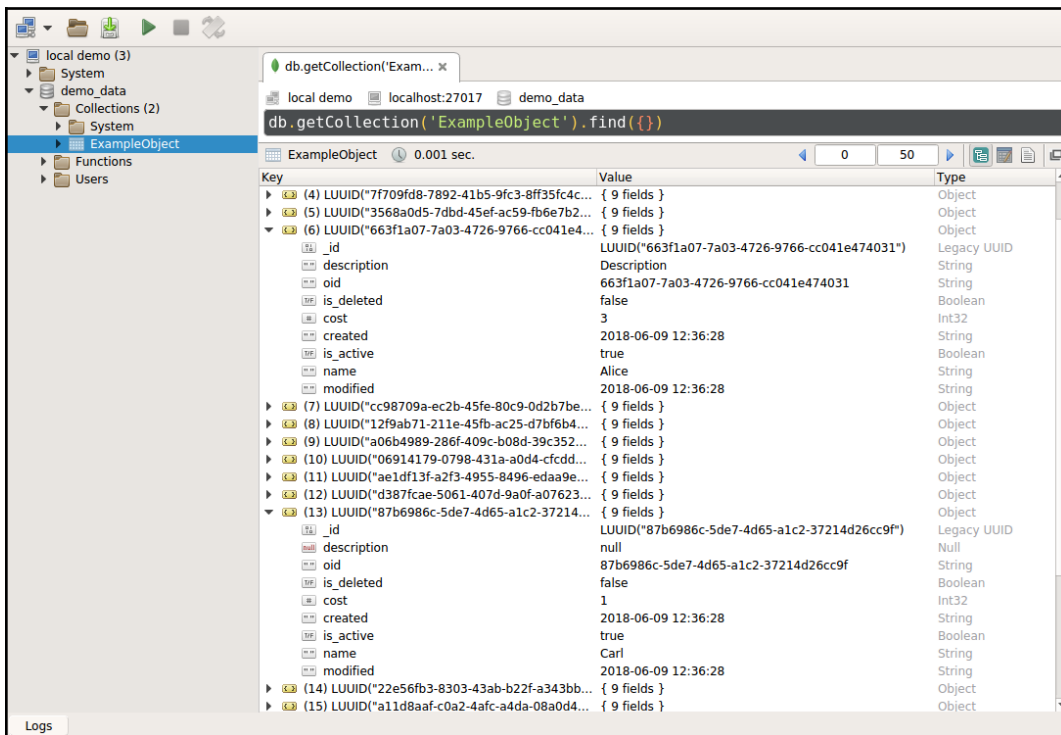 local demo (3)
System
demo_data
Collections (2)
System
ExampleObject
Functions
Users
db.getCollection('Exam...
local demo localhost:27017 demo_data
db.getCollection('ExampleObject').find({})
ExampleObject 0.001 sec. 0 50
Key Value Type
(4) LUUID("7f709fd8-7892-41b5-9fc3-8ff35fc4c... { 9 fields } Object
(5) LUUID("3568a0d5-7dbd-45ef-ac59-fb6e7b2... { 9 fields } Object
(6) LUUID("663f1a07-7a03-4726-9766-cc041e4... { 9 fields } Object
_id LUUID("663f1a07-7a03-4726-9766-cc041e474031") Legacy UUID
description Description String
oid 663f1a07-7a03-4726-9766-cc041e474031 String
T/F is_deleted false Boolean
# cost 3 Int32
created 2018-06-09 12:36:28 String
T/F is_active true Boolean
name Alice String
modified 2018-06-09 12:36:28 String
(7) LUUID("cc98709a-ec2b-45fe-80c9-0d2b7be... { 9 fields } Object
(8) LUUID("12f9ab71-211e-45fb-ac25-d7bf6b4... { 9 fields } Object
(9) LUUID("a06b4989-286f-409c-b08d-39c352... { 9 fields } Object
(10) LUUID("06914179-0798-431a-a0d4-cfcdd... { 9 fields } Object
(11) LUUID("ae1df13f-a2f3-4955-8496-edaa9e... { 9 fields } Object
(12) LUUID("d387fcae-5061-407d-9a0f-a07623... { 9 fields } Object
(13) LUUID("87b6986c-5de7-4d65-a1c2-37214... { 9 fields } Object
_id LUUID("87b6986c-5de7-4d65-a1c2-37214d26cc9f") Legacy UUID
null description null Null
oid 87b6986c-5de7-4d65-a1c2-37214d26cc9f String
T/F is_deleted false Boolean
# cost 1 Int32
created 2018-06-09 12:36:28 String
T/F is_active true Boolean
name Carl String
modified 2018-06-09 12:36:28 String
(14) LUUID("22e56fb3-8303-43ab-b22f-a343bb... { 9 fields } Object
(15) LUUID("a11d8aaf-c0a2-4afc-a4da-08a0d4... { 9 fields } Object
Logs